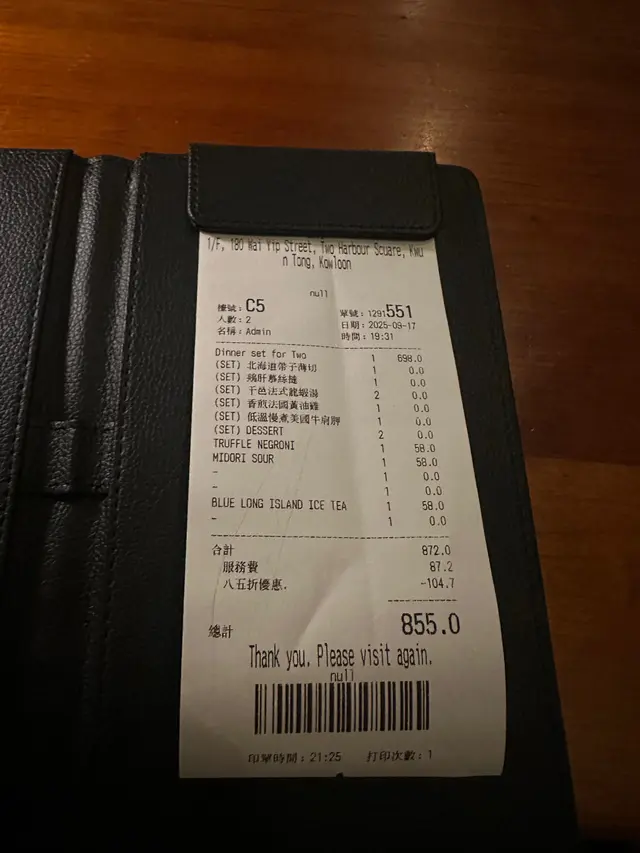 1/F, 180 Wai Yip Street, Two Harbour Square, Kwu
n Tong, Kowloon
null
檯號: C5 單號: 1291551
人數: 2 日期: 2025-09-17
名稱: Admin 時間: 19:31
Dinner set for Two 1 698.0
(SET) 北海道帶子薄切 1 0.0
(SET) 鵝肝慕絲撻 1 0.0
(SET) 干邑法式龍蝦湯 2 0.0
(SET) 香煎法國黃油雞 1 0.0
(SET) 低溫慢煮美國牛肩胛 1 0.0
(SET) DESSERT 2 0.0
TRUFFLE NEGRONI 1 58.0
MIDORI SOUR 1 58.0
- 1 0.0
- 1 0.0
BLUE LONG ISLAND ICE TEA 1 58.0
- 1 0.0
合計 872.0
服務費 87.2
八五折優惠. -104.7
總計 855.0
Thank you. Please visit again.
null
印單時間: 21:25 打印次數: 1